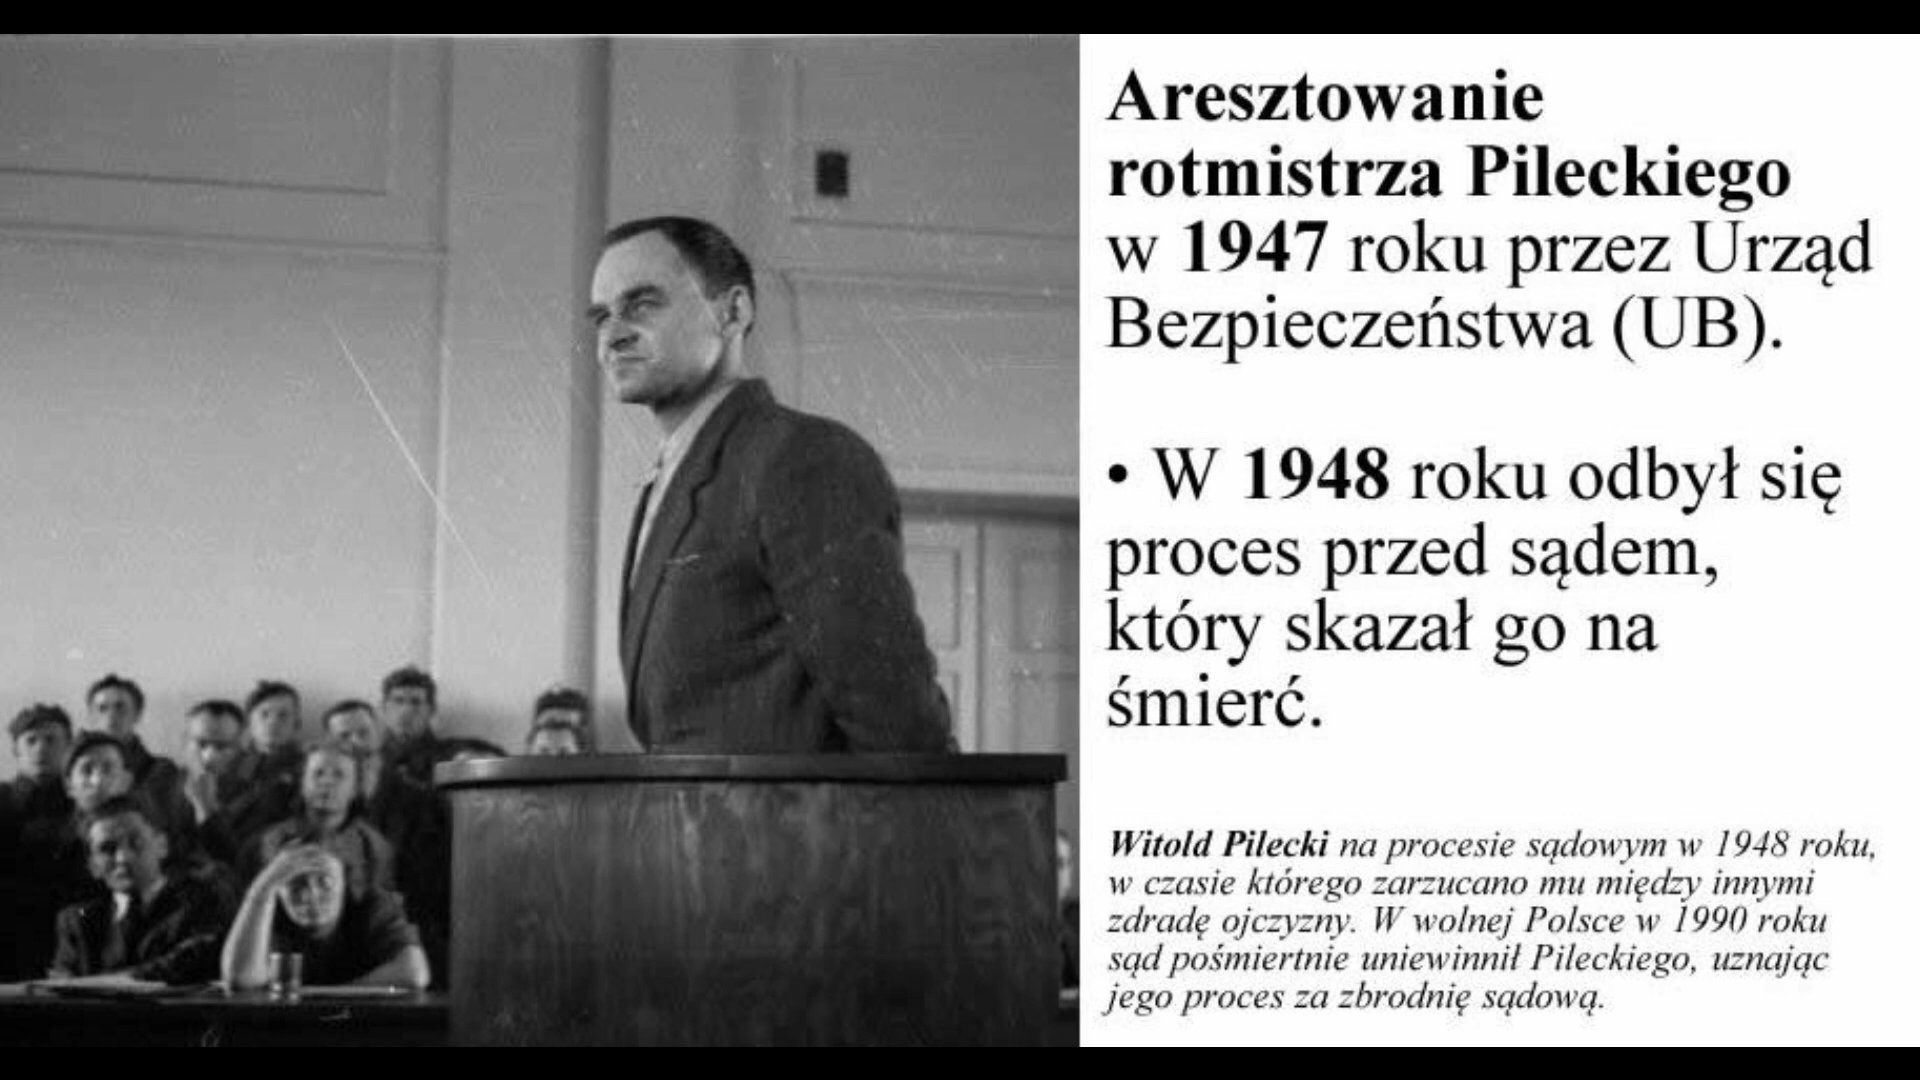 Aresztowanie
rotmistrza Pileckiego
w 1947 roku przez Urząd
Bezpieczeństwa (UB).
• W 1948 roku odbył się
proces przed sądem,
który skazał go na
śmierć.
Witold Pilecki na procesie sądowym w 1948 roku,
w czasie którego zarzucano mu między innymi
zdradę ojczyzny. W wolnej Polsce w 1990 roku
sąd pośmiertnie uniewinnił Pileckiego, uznając
jego proces za zbrodnię sądową.